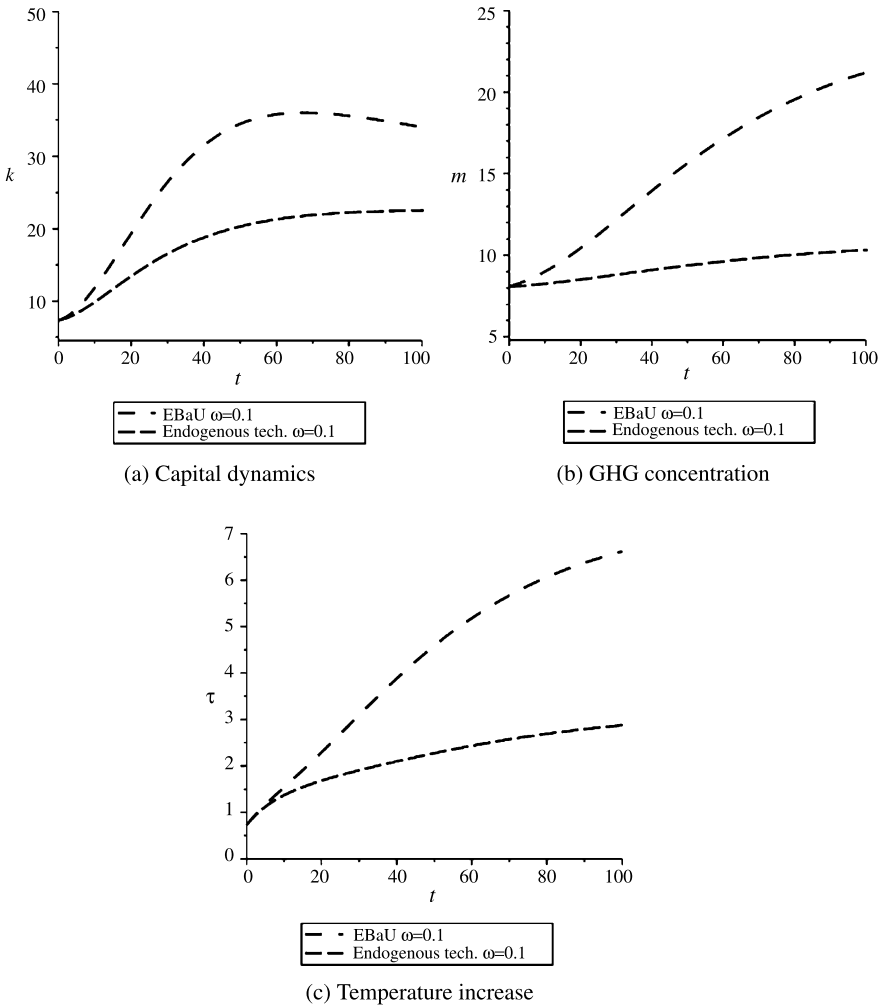 50
40
30
k
20
10
0
20
40
60
80
100
t
EBaU ω=0.1
Endogenous tech. ω=0.1
(a) Capital dynamics
25
20
m
15
10
5
0
20
40
60
80
100
t
EBaU ω=0.1
Endogenous tech. ω=0.1
(b) GHG concentration
7
6
5
4
τ
3
2
1
0
0
20
40
60
80
100
t
EBaU ω=0.1
Endogenous tech. ω=0.1
(c) Temperature increase